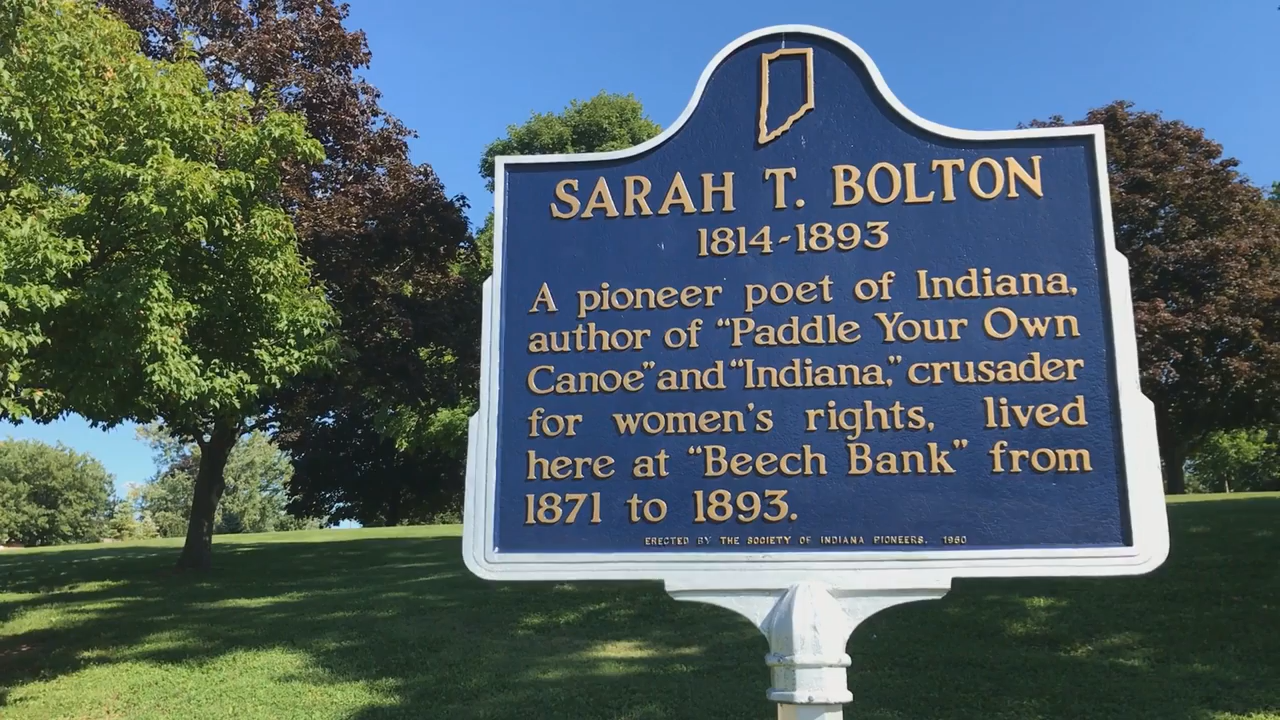 SARAH T. BOLTON
1814-1893
A pioneer poet of Indiana,
author of "Paddle Your Own
Canoe" and "Indiana," crusader
for women's rights, lived
here at "Beech Bank" from
1871 to 1893.
ERECTED BY THE SOCIETY OF INDIANA PIONEERS, 1960